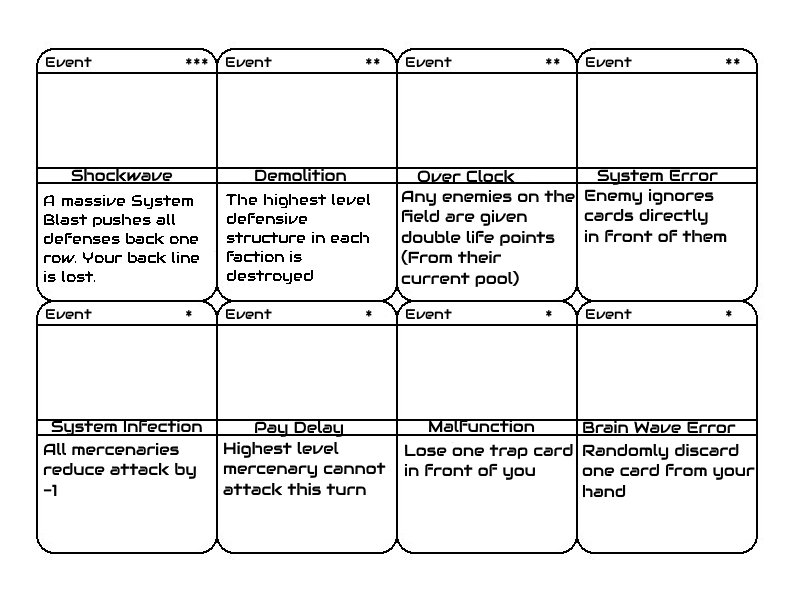 Event ***
Shockwave
A massive System
Blast pushes all
defenses back one
row. Your back line
is lost.
Event **
Demolition
The highest level
defensive
structure in each
faction is
destroyed
Event **
Over Clock
Any enemies on the
field are given
double life points
(From their
current pool)
Event **
System Error
Enemy ignores
cards directly
in front of them
Event *
System Infection
All mercenaries
reduce attack by
-1
Event *
Pay Delay
Highest level
mercenary cannot
attack this turn
Event *
Malfunction
Lose one trap card
in front of you
Event *
Brain Wave Error
Randomly discard
one card from your
hand